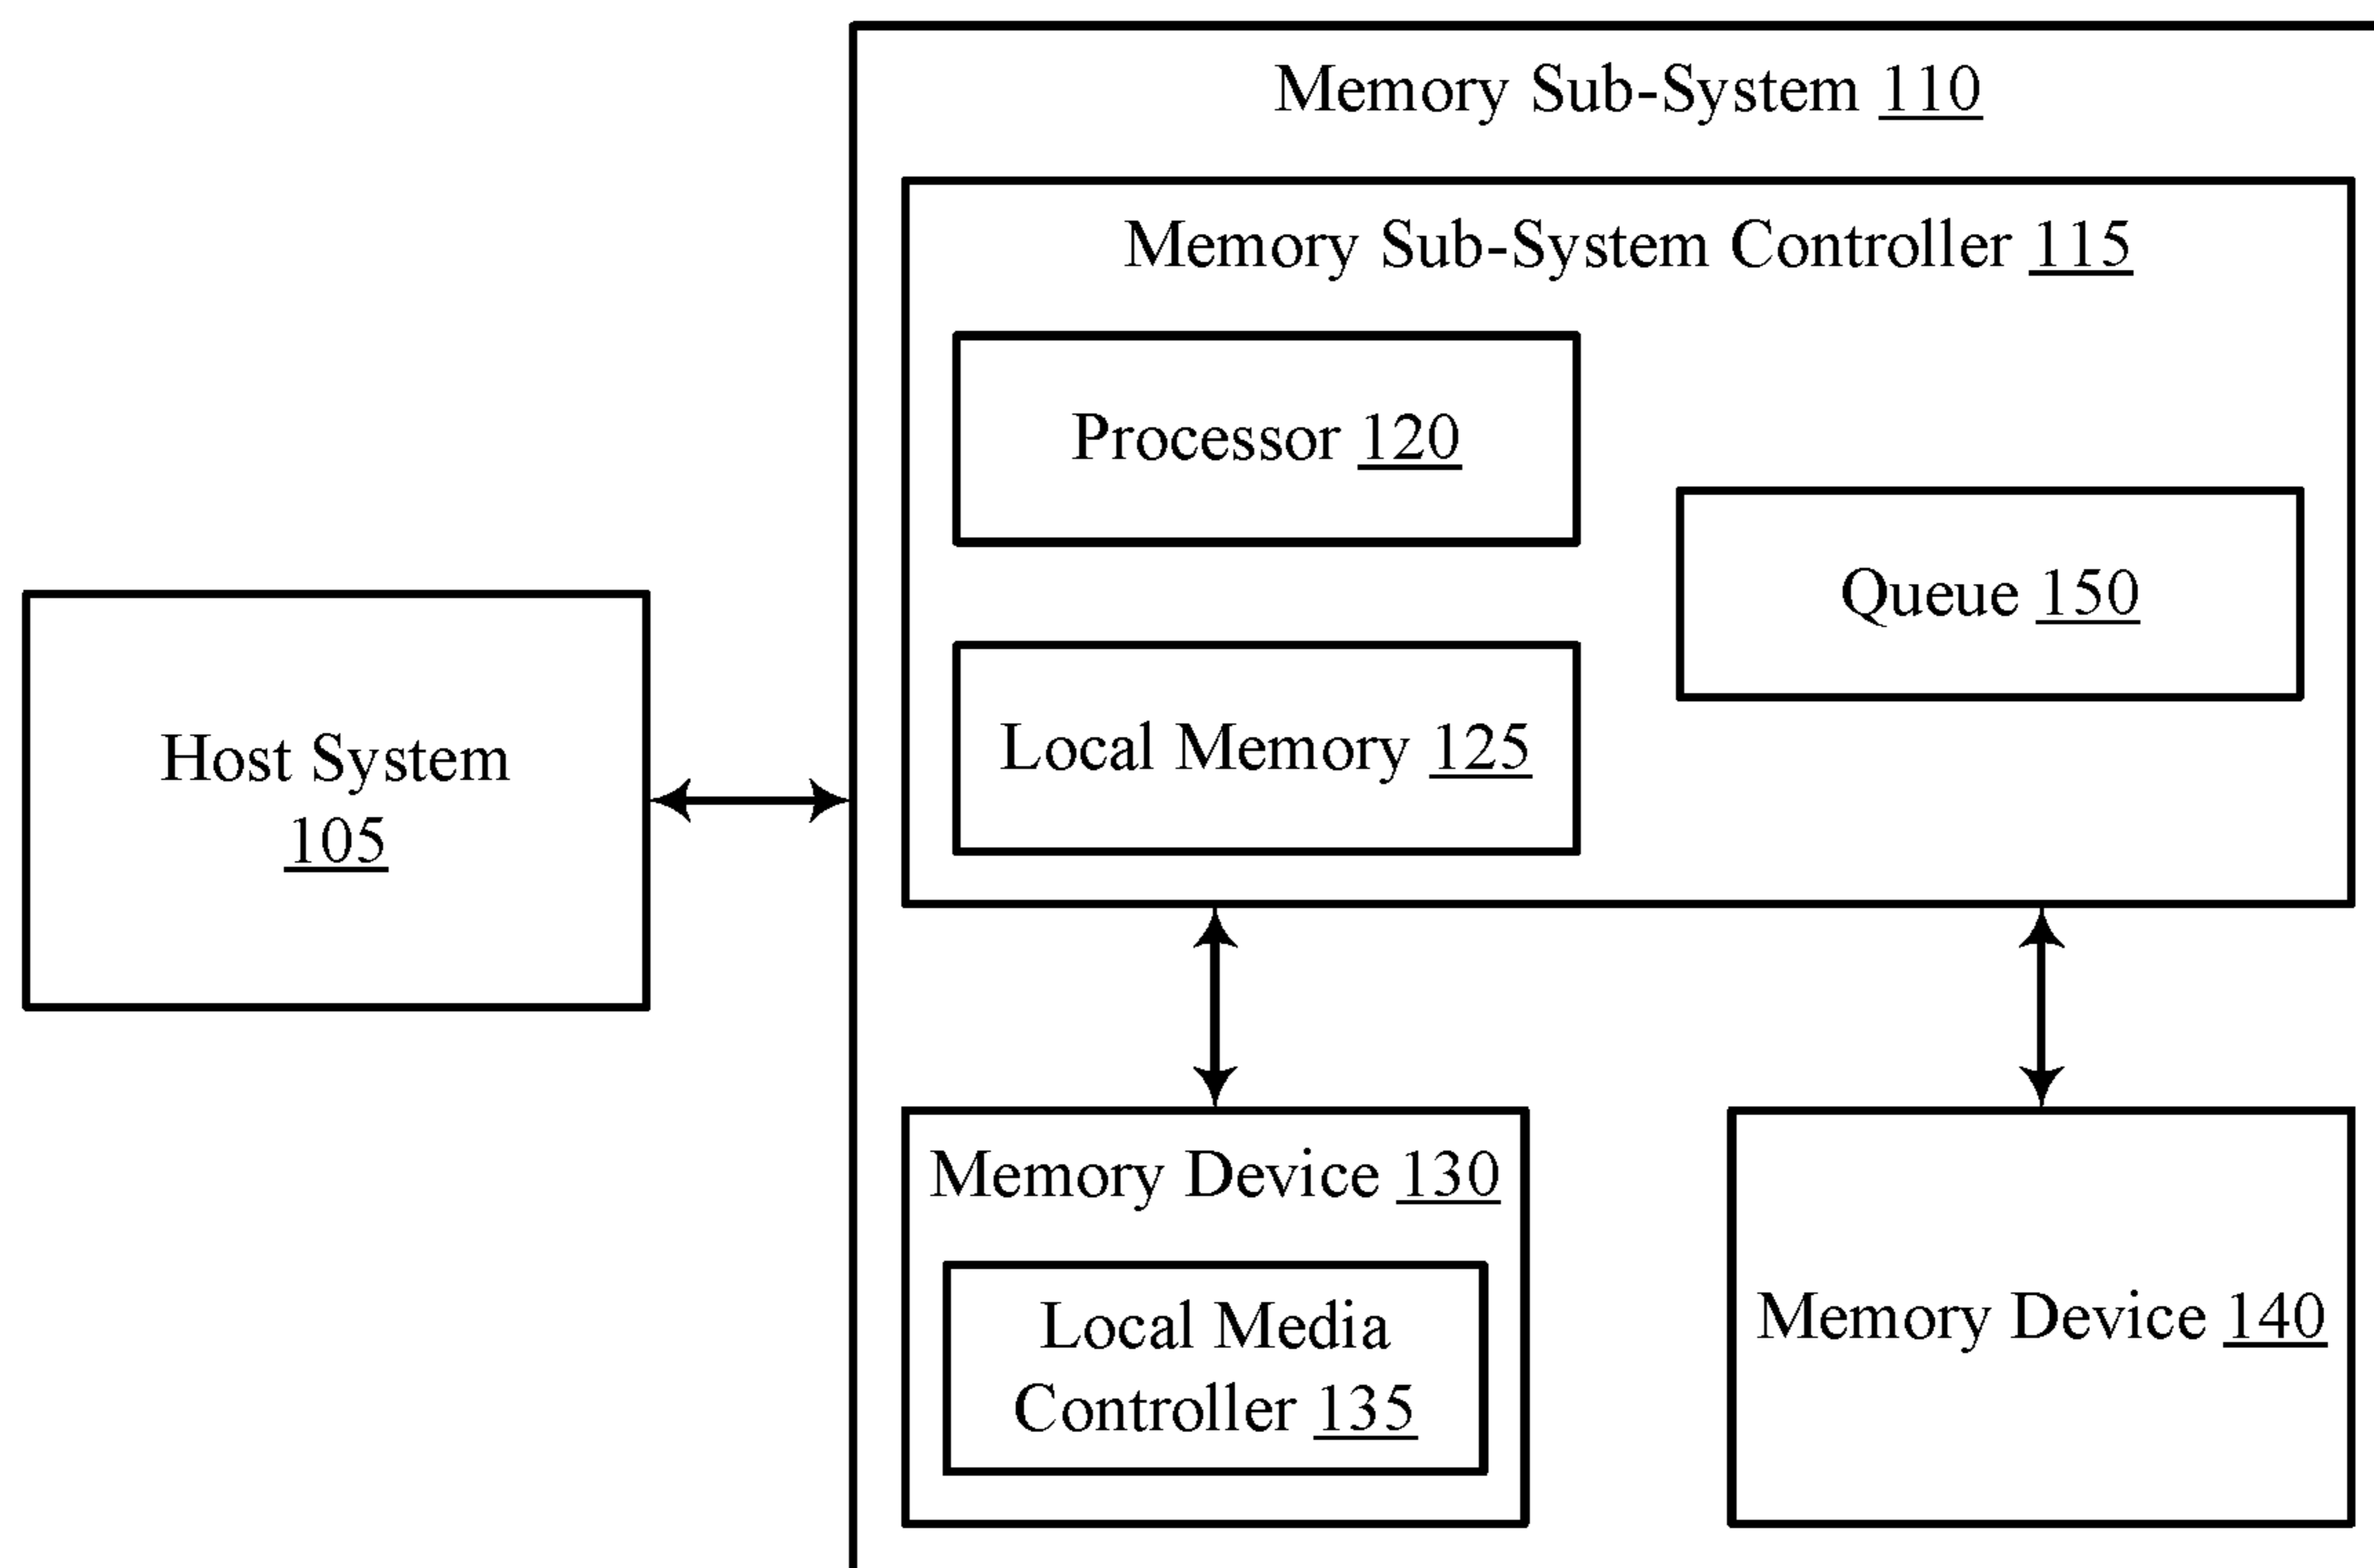 Memory Sub-System 110
Memory Sub-System Controller 115
Processor 120
Queue 150
Local Memory 125
Host System
105
Memory Device 130
Local Media
Controller 135
Memory Device 140